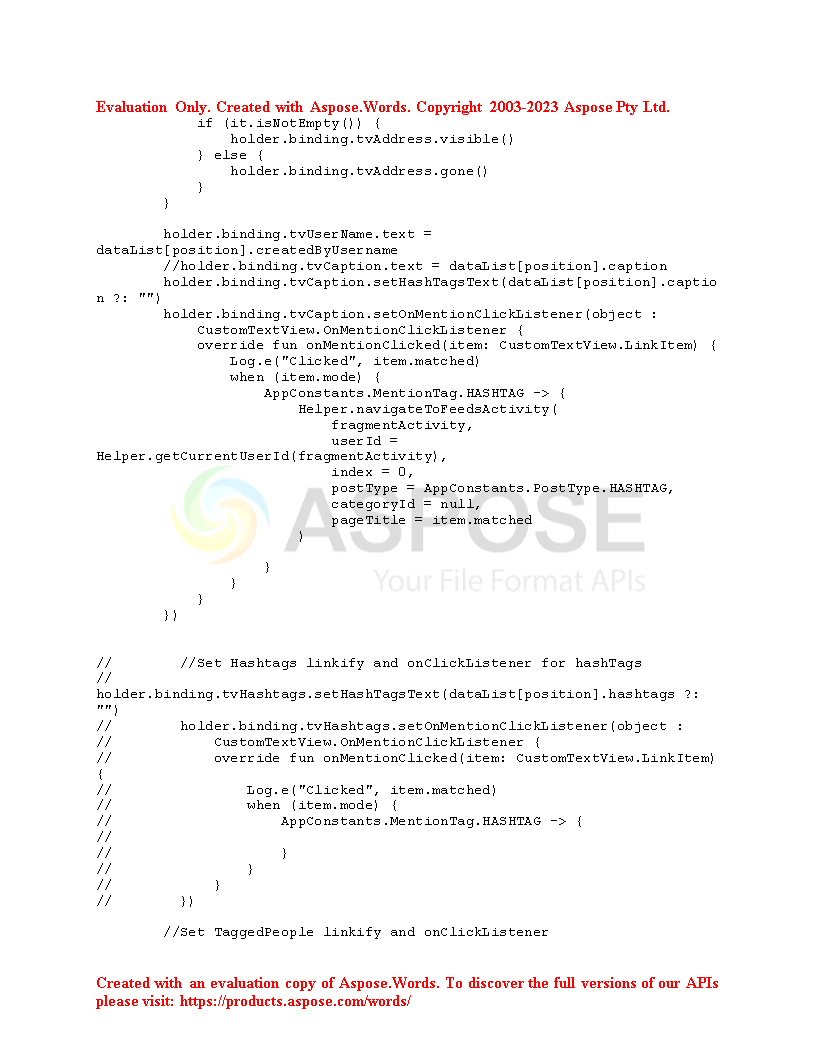 Evaluation Only. Created with Aspose.Words. Copyright 2003-2023 Aspose Pty Ltd.
            if (it.isNotEmpty()) {
                holder.binding.tvAddress.visible()
            } else {
                holder.binding.tvAddress.gone()
            }
        }

        holder.binding.tvUserName.text =
dataList[position].createdByUsername
        //holder.binding.tvCaption.text = dataList[position].caption
        holder.binding.tvCaption.setHashTagsText(dataList[position].captio
n ?: "")
        holder.binding.tvCaption.setOnMentionClickListener(object :
            CustomTextView.OnMentionClickListener {
            override fun onMentionClicked(item: CustomTextView.LinkItem) {
                Log.e("Clicked", item.matched)
                when (item.mode) {
                    AppConstants.MentionTag.HASHTAG -> {
                        Helper.navigateToFeedsActivity(
                            fragmentActivity,
                            userId =
Helper.getCurrentUserId(fragmentActivity),
                            index = 0,
                            postType = AppConstants.PostType.HASHTAG,
                            categoryId = null,
                            pageTitle = item.matched
                        )

                    }
                }
            }
        })
ASPOSE
Your File Format APIs

//        //Set Hashtags linkify and onClickListener for hashTags
//
holder.binding.tvHashtags.setHashTagsText(dataList[position].hashtags ?:
"")
//        holder.binding.tvHashtags.setOnMentionClickListener(object :
//            CustomTextView.OnMentionClickListener {
//            override fun onMentionClicked(item: CustomTextView.LinkItem)
{
//                Log.e("Clicked", item.matched)
//                when (item.mode) {
//                    AppConstants.MentionTag.HASHTAG -> {
//
//                    }
//                }
//            }
//        })

        //Set TaggedPeople linkify and onClickListener
Created with an evaluation copy of Aspose.Words. To discover the full versions of our APIs
please visit: https://products.aspose.com/words/